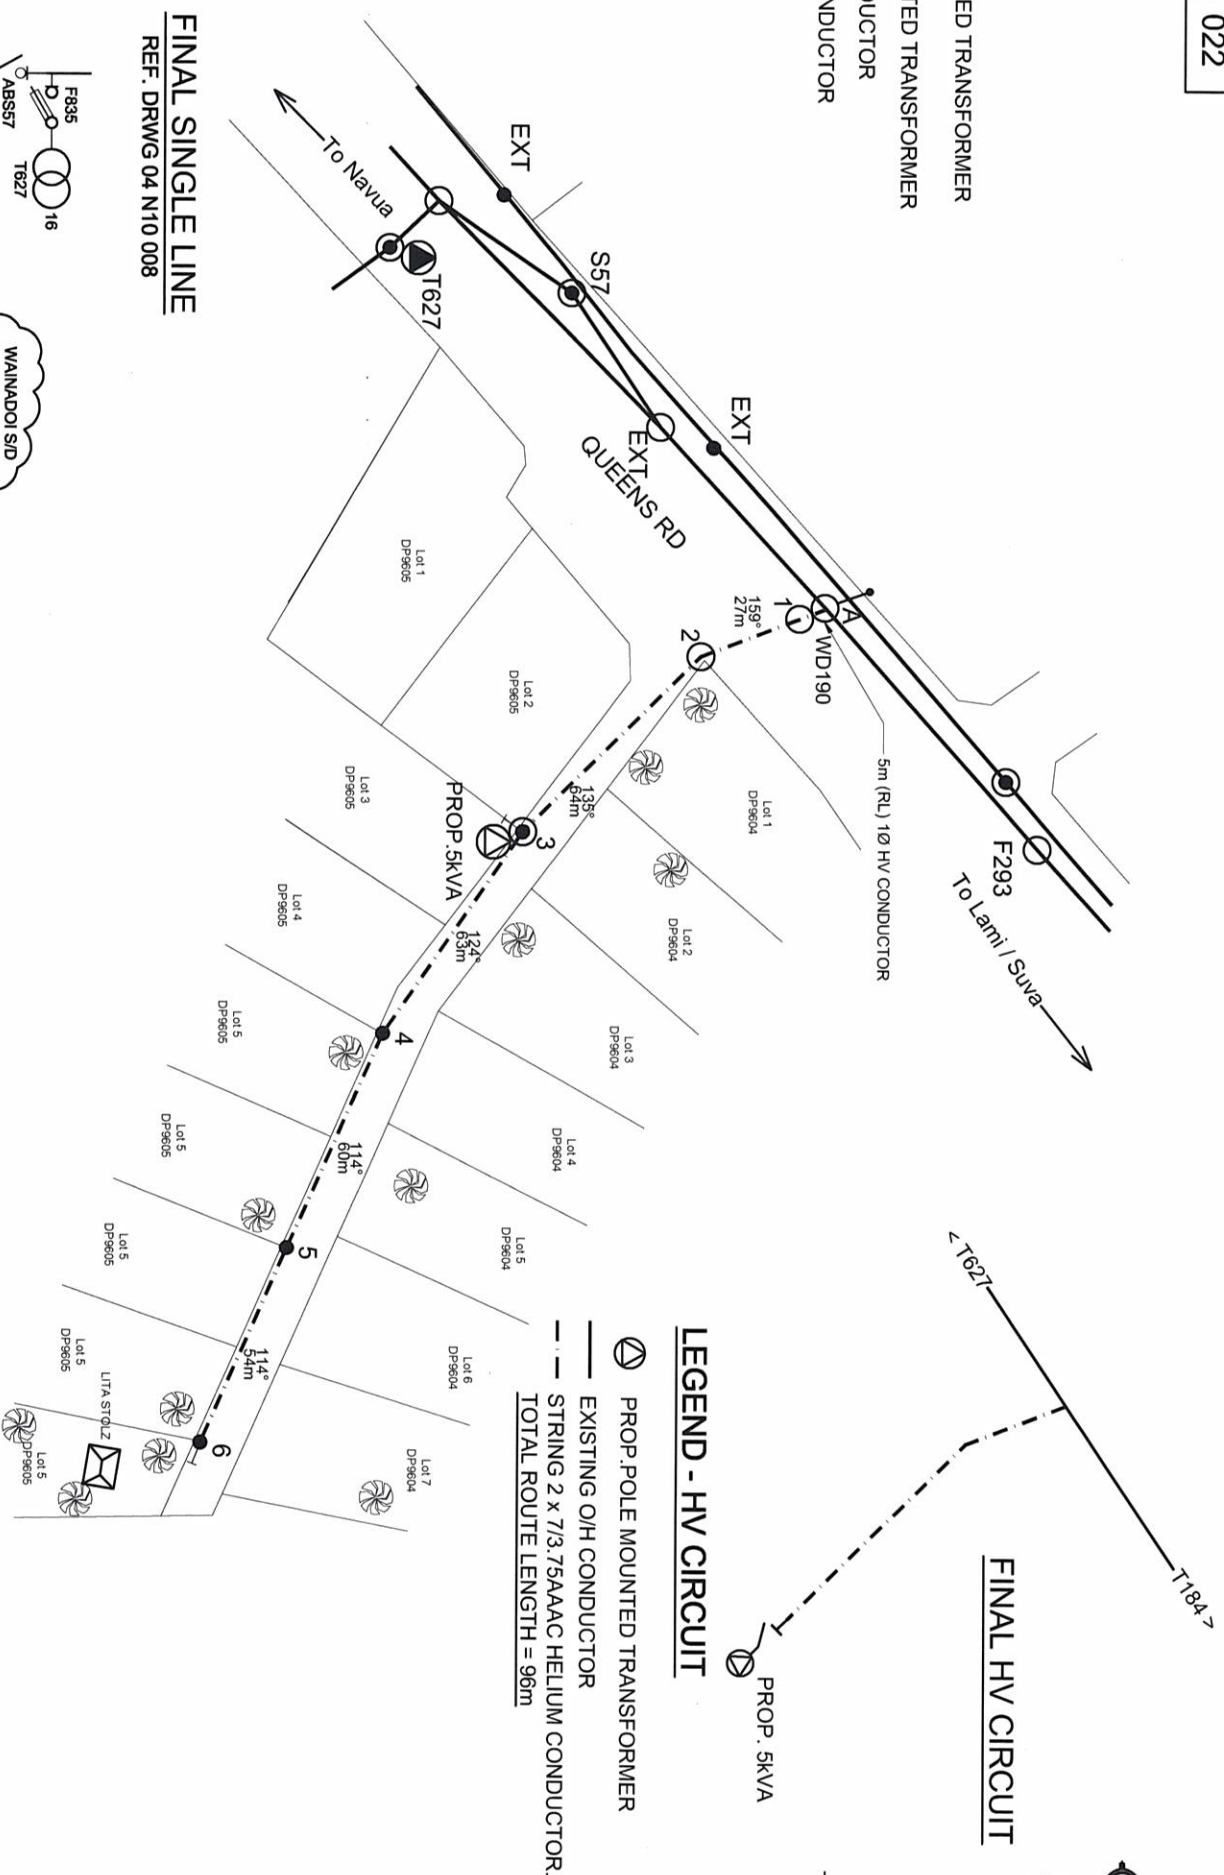 022
ED TRANSFORMER
TED TRANSFORMER
DUCTOR
NDUCTOR
FINAL SINGLE LINE
REF. DRWG 04 N10 008
F835
ABS57
T627
16
WAINADOI S/D
To Navua
EXT
T627
S57
EXT
EXT
QUEENS RD
A
1
WD190
159°
27m
2
5m (RL) 1Ø HV CONDUCTOR
F293
To Lami / Suva
135°
64m
3
PROP.5kVA
124°
63m
4
114°
60m
5
114°
54m
6
Lot 1
DP9605
Lot 2
DP9605
Lot 3
DP9605
Lot 4
DP9605
Lot 5
DP9605
Lot 5
DP9605
Lot 5
DP9605
Lot 5
DP9605
LITA STOLZ
Lot 5
DP9605
Lot 1
DP9604
Lot 2
DP9604
Lot 3
DP9604
Lot 4
DP9604
Lot 5
DP9604
Lot 6
DP9604
Lot 7
DP9604
< T627
T184 >
PROP. 5kVA
FINAL HV CIRCUIT
LEGEND - HV CIRCUIT
PROP.POLE MOUNTED TRANSFORMER
EXISTING O/H CONDUCTOR
STRING 2 x 7/3.75AAAC HELIUM CONDUCTOR.
TOTAL ROUTE LENGTH = 96m